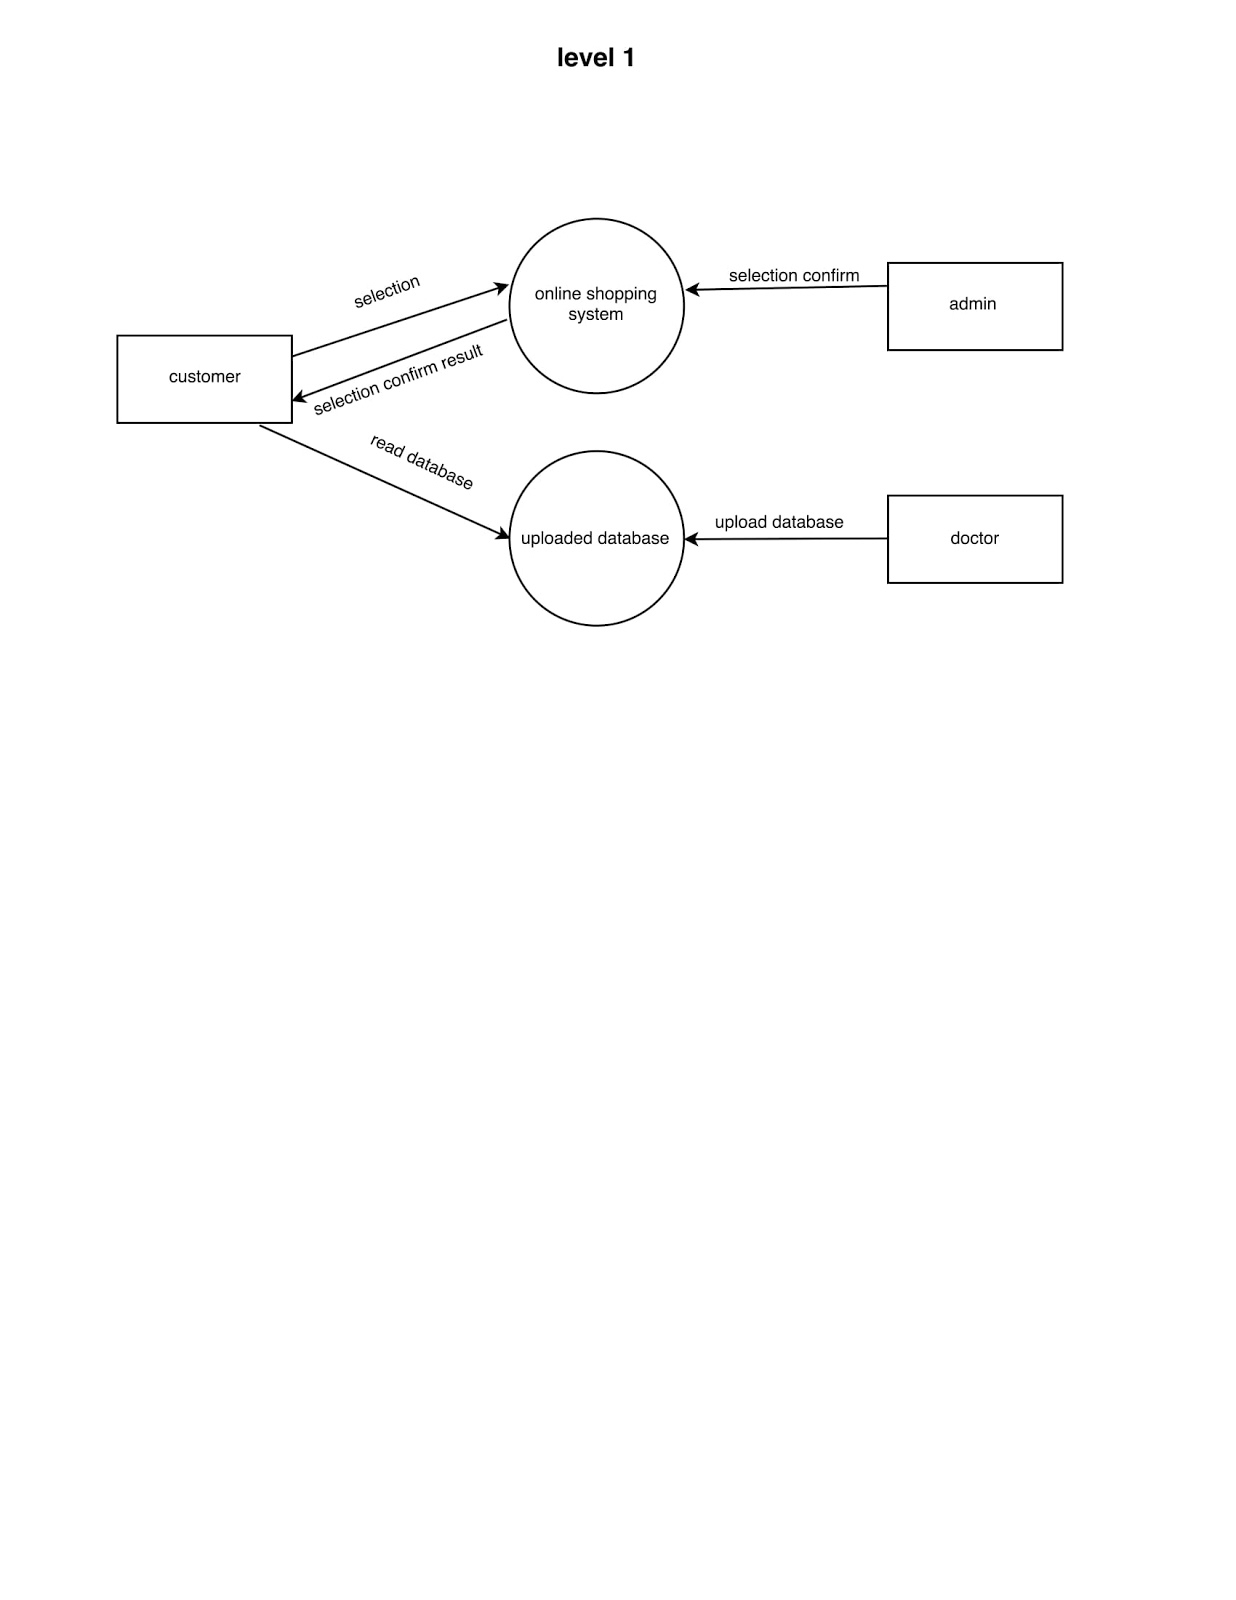 level 1
selection
online shopping
system
selection confirm
admin
customer
selection confirm result
read database
uploaded database
upload database
doctor